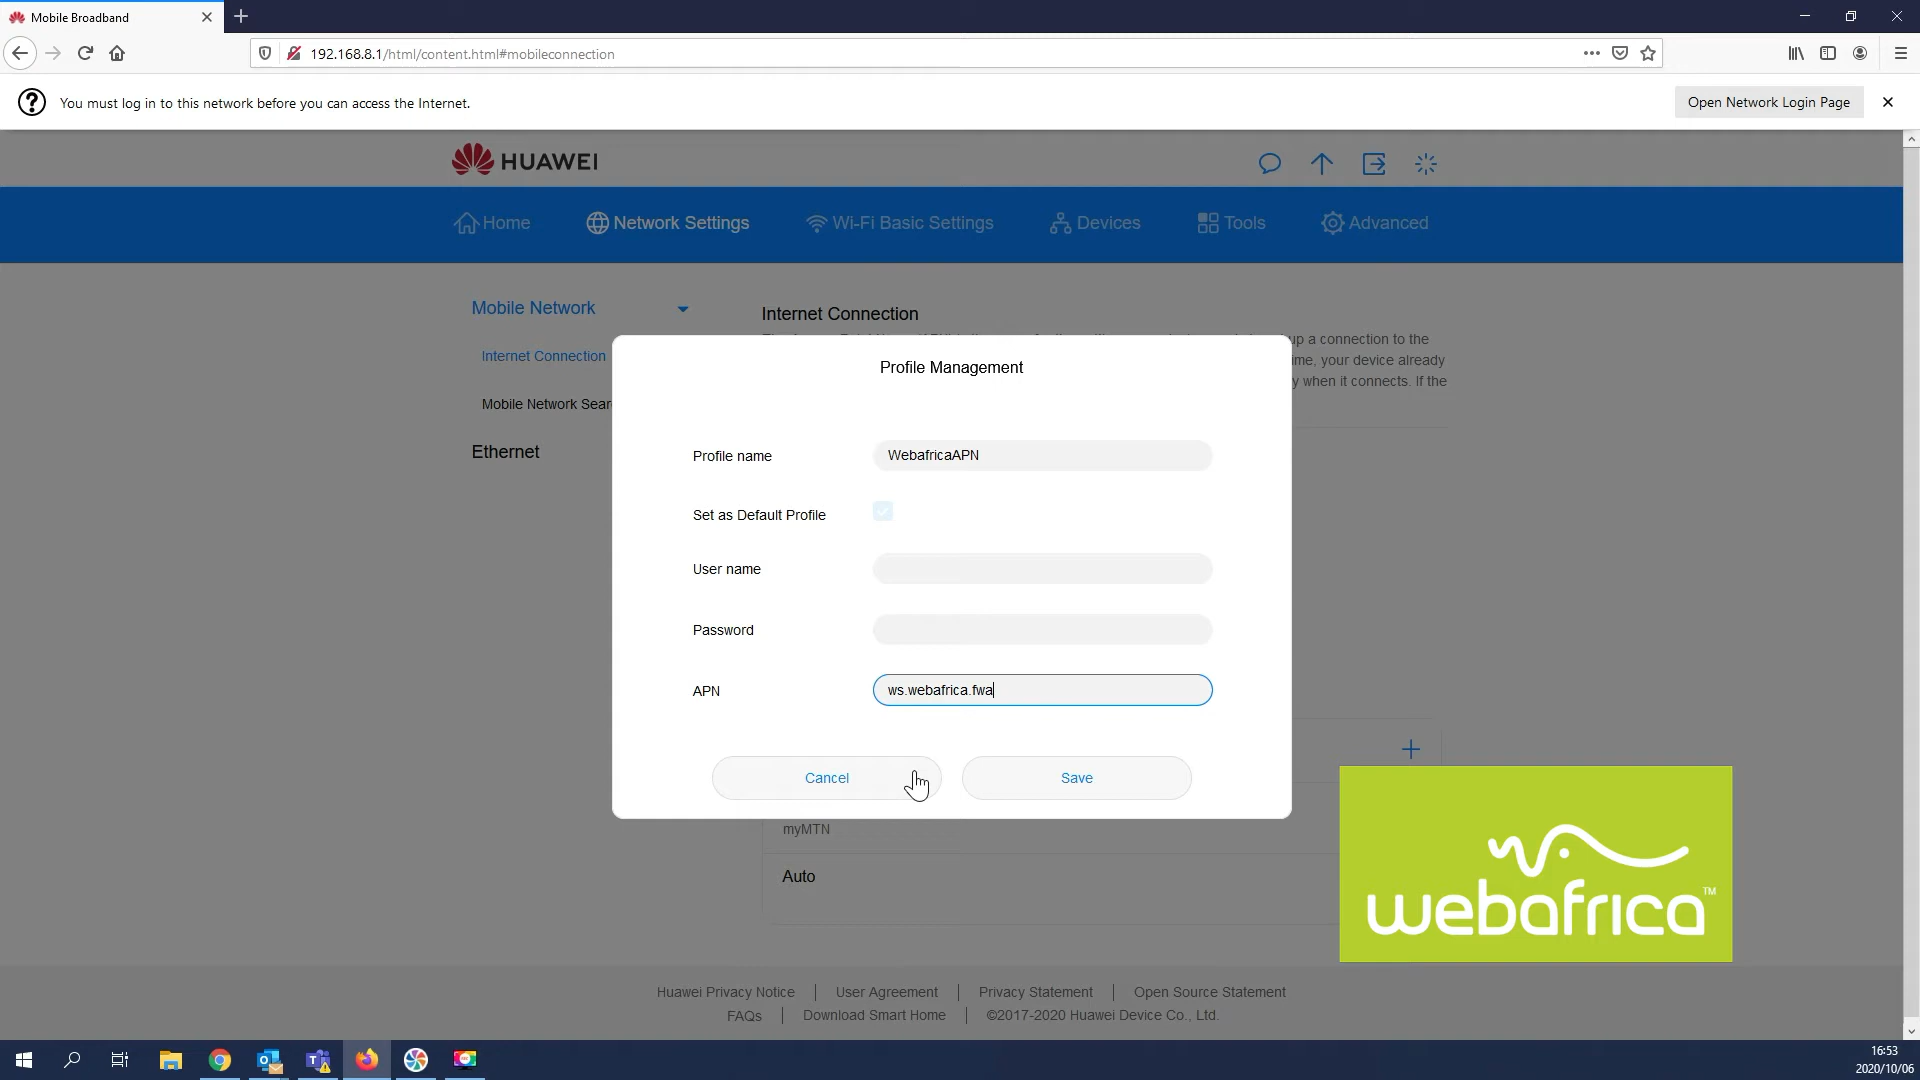 Mobile Broadband
192.168.8.1/html/content.html#mobileconnection
You must log in to this network before you can access the Internet.
Open Network Login Page
HUAWEI
Home
Network Settings
Wi-Fi Basic Settings
Devices
Tools
Advanced
Mobile Network
Internet Connection
up a connection to the
Internet Connection
ime, your device already
y when it connects. If the
Profile Management
Mobile Network Sear
Ethernet
Profile name
WebafricaAPN
Set as Default Profile
User name
Password
APN
ws.webafrica.fwa
Cancel
Save
myMTN
Auto
webafrica™
Huawei Privacy Notice
User Agreement
Privacy Statement
Open Source Statement
FAQs
Download Smart Home
©2017-2020 Huawei Device Co., Ltd.
16:53
2020/10/06